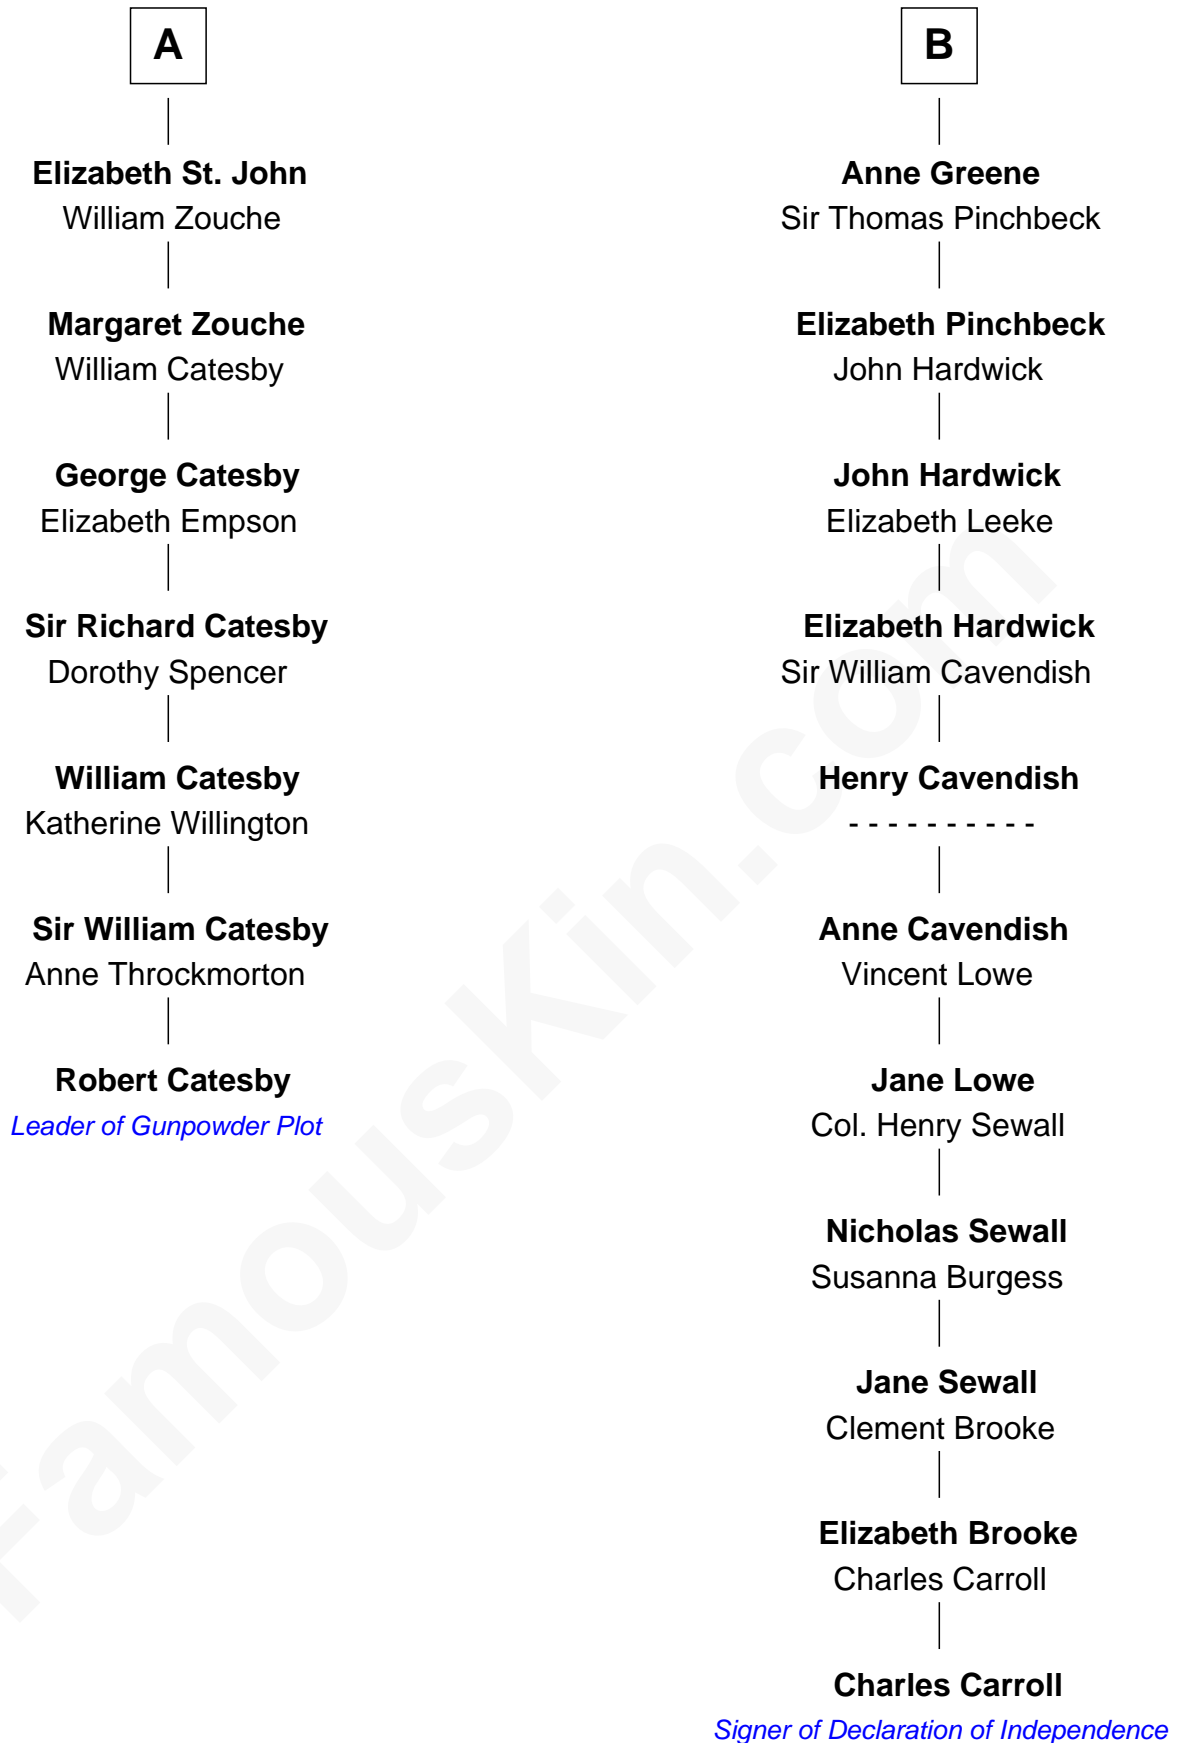 A
Elizabeth St. John
William Zouche
Margaret Zouche
William Catesby
George Catesby
Elizabeth Empson
Sir Richard Catesby
Dorothy Spencer
William Catesby
Katherine Willington
Sir William Catesby
Anne Throckmorton
Robert Catesby
Leader of Gunpowder Plot
B
Anne Greene
Sir Thomas Pinchbeck
Elizabeth Pinchbeck
John Hardwick
John Hardwick
Elizabeth Leeke
Elizabeth Hardwick
Sir William Cavendish
Henry Cavendish
- - - - - - - - - -
Anne Cavendish
Vincent Lowe
Jane Lowe
Col. Henry Sewall
Nicholas Sewall
Susanna Burgess
Jane Sewall
Clement Brooke
Elizabeth Brooke
Charles Carroll
Charles Carroll
Signer of Declaration of Independence
FamousKin.com